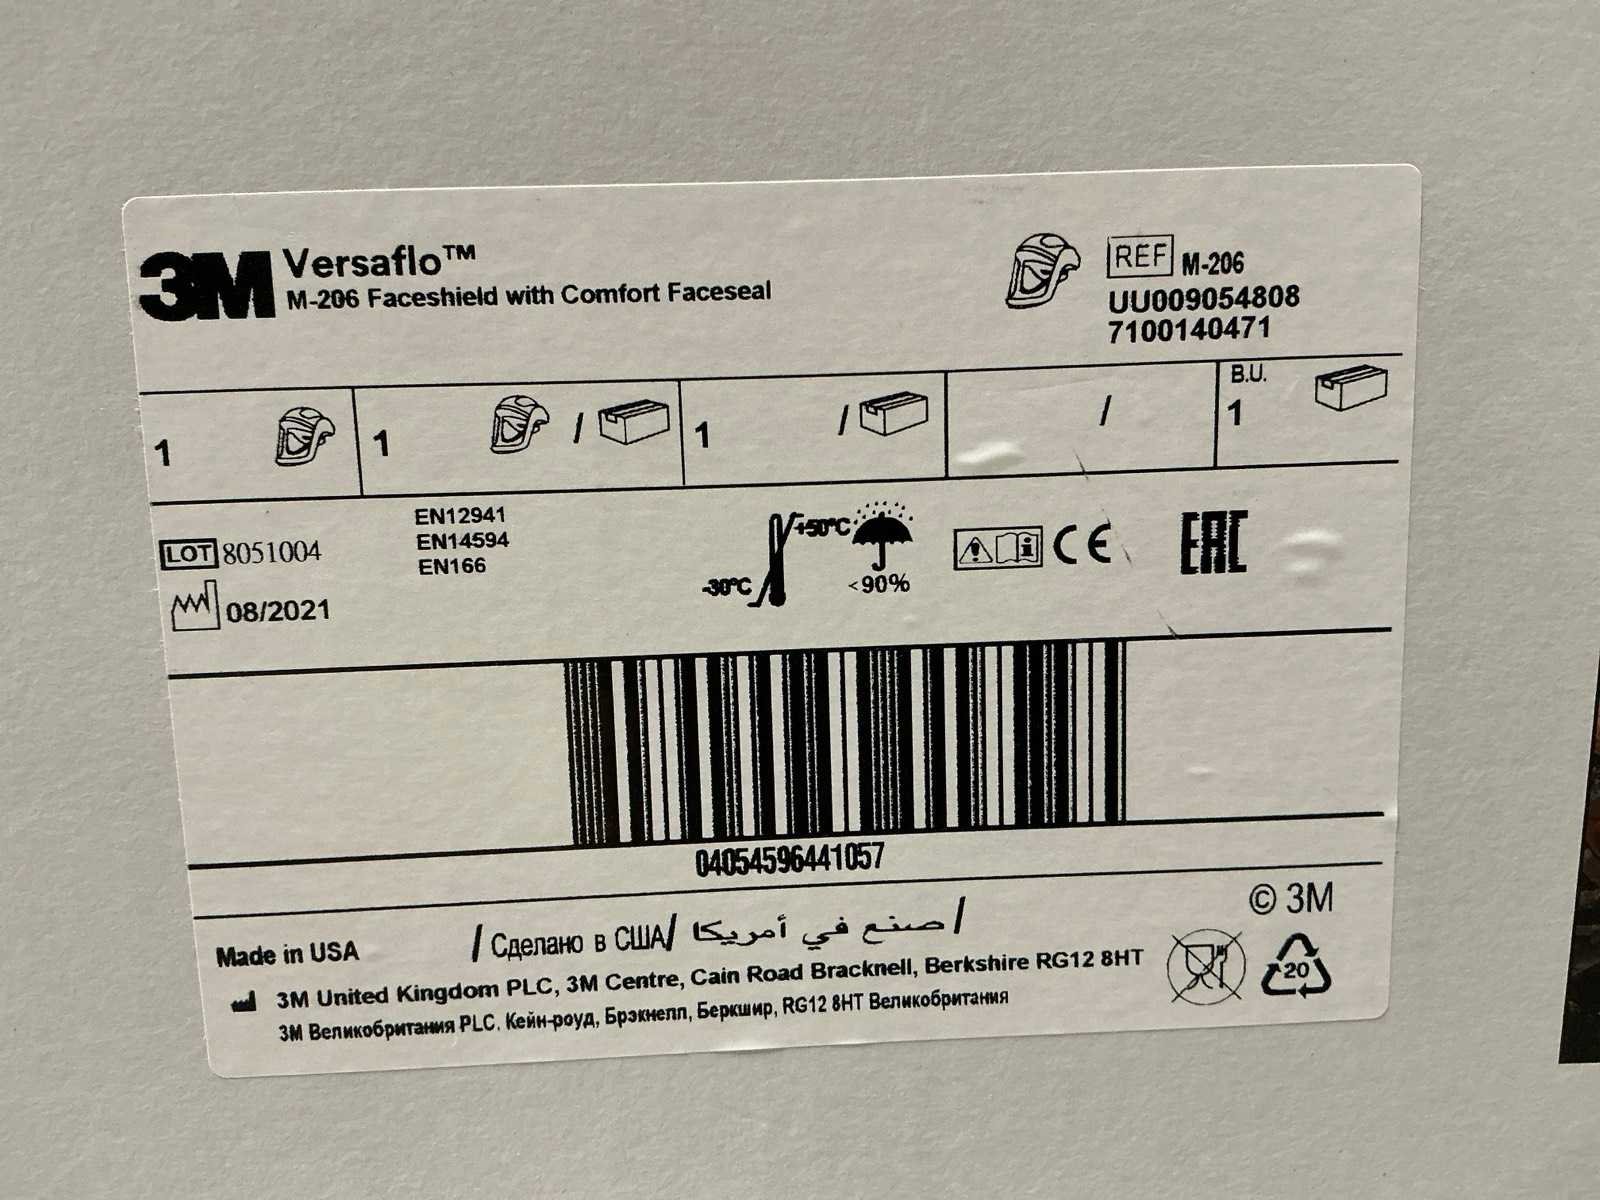 3M Versaflo™
M-206 Faceshield with Comfort Faceseal
REF M-206
UU009054808
7100140471
1
1 /
1 /
/
B.U.
1
LOT 8051004
08/2021
EN12941
EN14594
EN166
-30°C
+50°C
<90%
CE
EAC
04054596441057
© 3M
Made in USA / Сделано в США/ صنع في أمريكا /
3M United Kingdom PLC, 3M Centre, Cain Road Bracknell, Berkshire RG12 8HT
3М Великобритания PLC. Кейн-роуд, Брэкнелл, Беркшир, RG12 8HT Великобритания
20